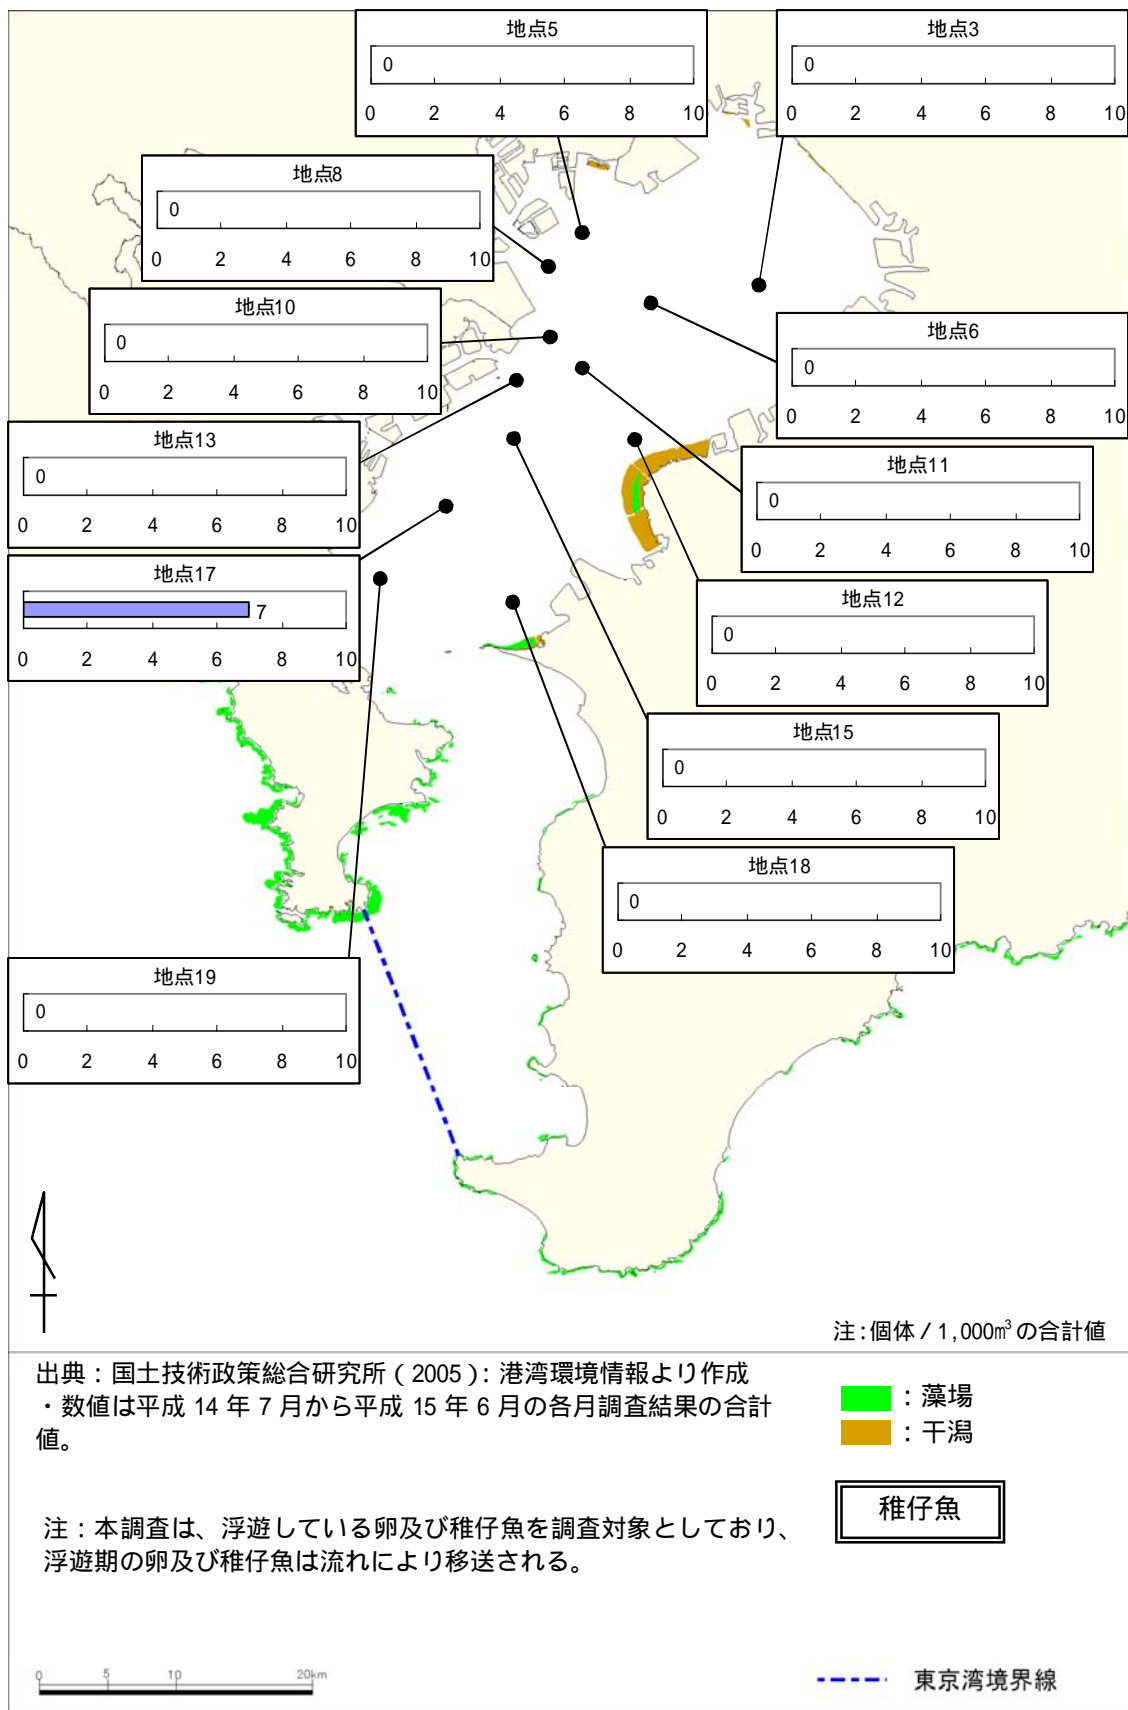 地点5
0
0 2 4 6 8 10
地点3
0
0 2 4 6 8 10
地点8
0
0 2 4 6 8 10
地点10
0
0 2 4 6 8 10
地点6
0
0 2 4 6 8 10
地点13
0
0 2 4 6 8 10
地点11
0
0 2 4 6 8 10
地点17
7
0 2 4 6 8 10
地点12
0
0 2 4 6 8 10
地点15
0
0 2 4 6 8 10
地点18
0
0 2 4 6 8 10
地点19
0
0 2 4 6 8 10
注:個体/1,000㎥の合計値
出典:国土技術政策総合研究所(2005):港湾環境情報より作成
・数値は平成 14 年 7 月から平成 15 年 6 月の各月調査結果の合計
値。
:藻場
:干潟
稚仔魚
注:本調査は、浮遊している卵及び稚仔魚を調査対象としており、
浮遊期の卵及び稚仔魚は流れにより移送される。
0 5 10 20km
東京湾境界線